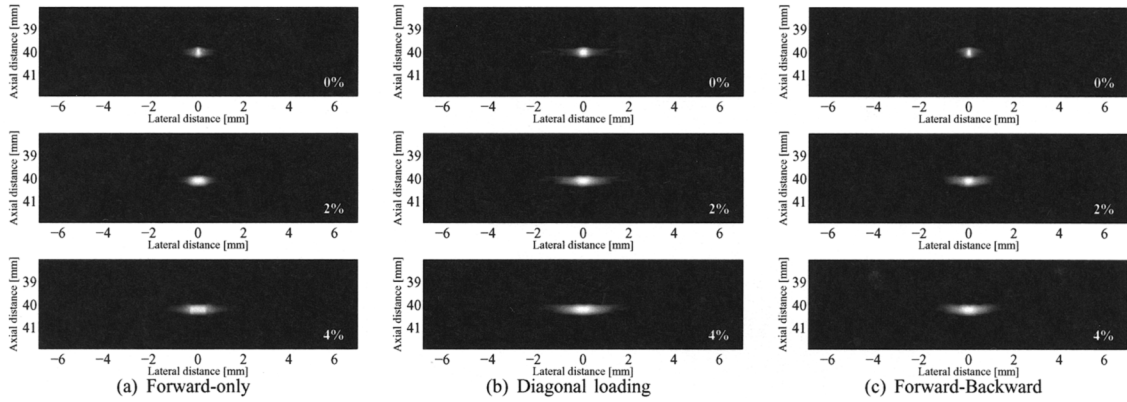 Axial distance [mm]
39
40
41
0%
−6 −4 −2 0 2 4 6
Lateral distance [mm]
Axial distance [mm]
39
40
41
2%
−6 −4 −2 0 2 4 6
Lateral distance [mm]
Axial distance [mm]
39
40
41
4%
−6 −4 −2 0 2 4 6
Lateral distance [mm]
(a) Forward-only
Axial distance [mm]
39
40
41
0%
−6 −4 −2 0 2 4 6
Lateral distance [mm]
Axial distance [mm]
39
40
41
2%
−6 −4 −2 0 2 4 6
Lateral distance [mm]
Axial distance [mm]
39
40
41
4%
−6 −4 −2 0 2 4 6
Lateral distance [mm]
(b) Diagonal loading
Axial distance [mm]
39
40
41
0%
−6 −4 −2 0 2 4 6
Lateral distance [mm]
Axial distance [mm]
39
40
41
2%
−6 −4 −2 0 2 4 6
Lateral distance [mm]
Axial distance [mm]
39
40
41
4%
−6 −4 −2 0 2 4 6
Lateral distance [mm]
(c) Forward-Backward